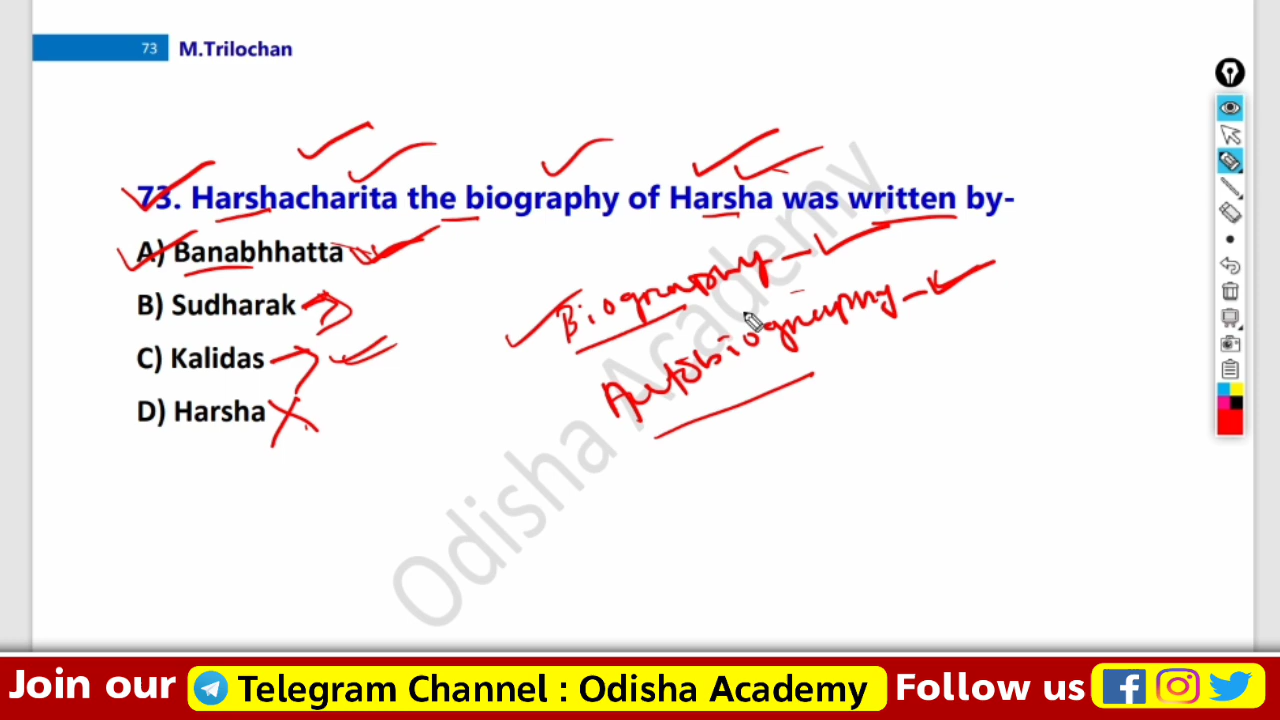 73 M.Trilochan
73. Harshacharita the biography of Harsha was written by-
A) Banabhhatta
B) Sudharak
C) Kalidas
D) Harsha
Biography -
Autobiography -
Odisha Academy
Join our Telegram Channel : Odisha Academy Follow us